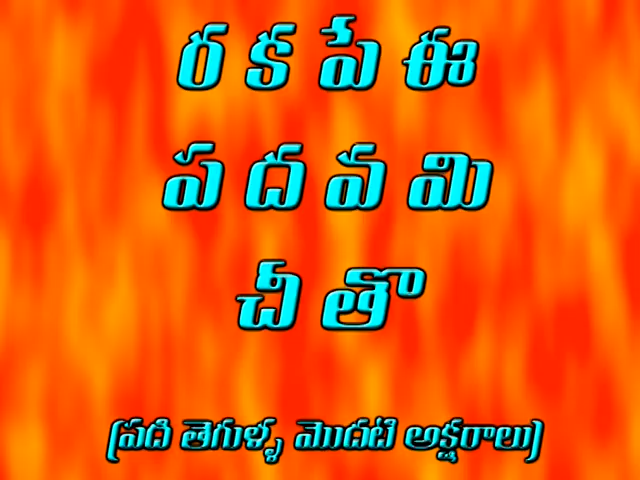 ర క పే ఈ
ప ద వ మి
చీ తొ
(పది తెగుళ్ళ మొదటి అక్షరాలు)